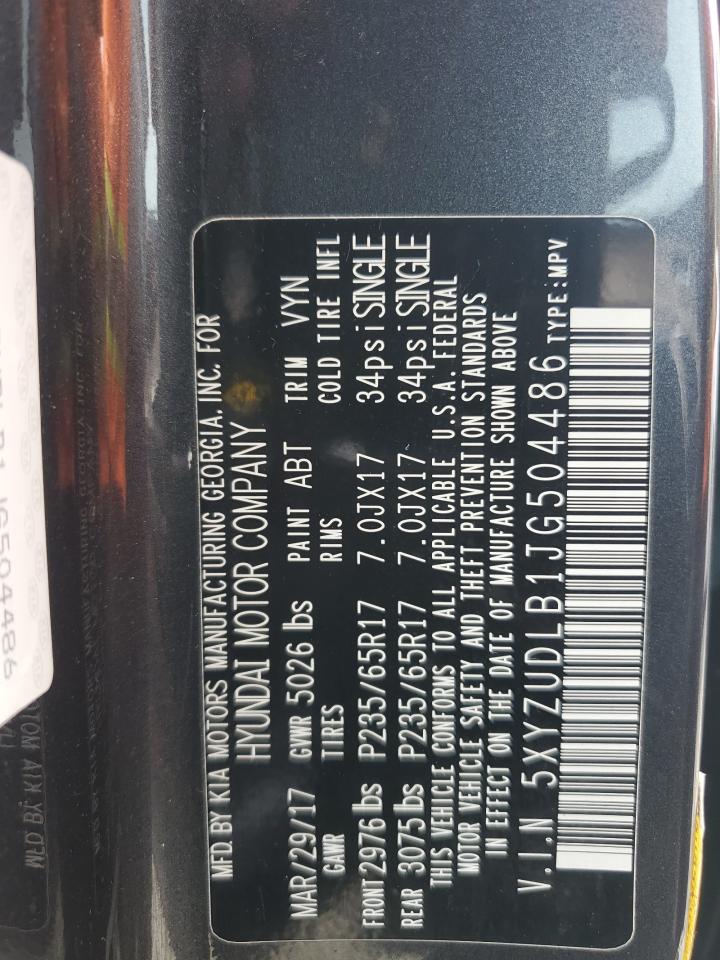 MFD. BY KIA MOTORS MANUFACTURING GEORGIA, INC. FOR
HYUNDAI MOTOR COMPANY
MAR/29/17 GVWR 5026 lbs PAINT ABT TRIM VYN
GAWR TIRES RIMS COLD TIRE INFL
FRONT 2976 lbs P235/65R17 7.0JX17 34psi SINGLE
REAR 3075 lbs P235/65R17 7.0JX17 34psi SINGLE
THIS VEHICLE CONFORMS TO ALL APPLICABLE U.S.A. FEDERAL
MOTOR VEHICLE SAFETY AND THEFT PREVENTION STANDARDS
IN EFFECT ON THE DATE OF MANUFACTURE SHOWN ABOVE
V.I.N 5XYZUDLB1JG504486 TYPE:MPV
B1JG504486